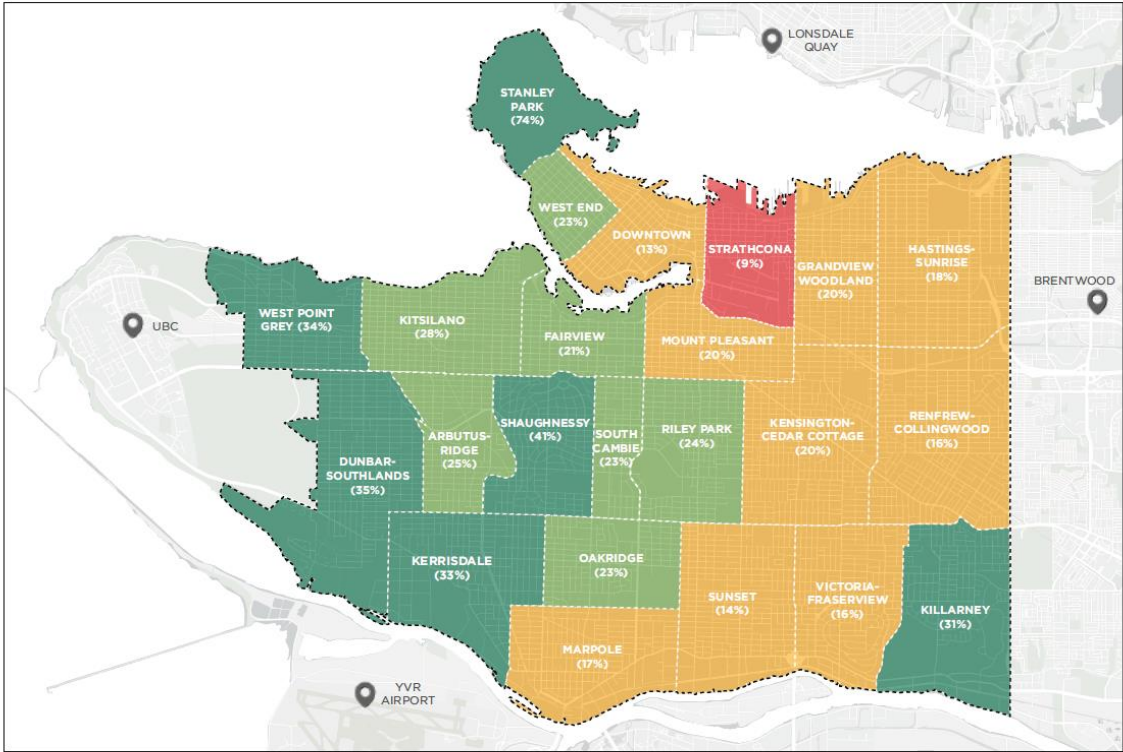 LONSDALE
QUAY
STANLEY
PARK
(74%)
WEST END
(23%)
DOWNTOWN
(13%)
STRATHCONA
(9%)
GRANDVIEW
WOODLAND
(20%)
HASTINGS-
SUNRISE
(18%)
BRENTWOOD
UBC
WEST POINT
GREY (34%)
KITSILANO
(28%)
FAIRVIEW
(21%)
MOUNT PLEASANT
(20%)
DUNBAR-
SOUTHLANDS
(35%)
ARBUTUS-
RIDGE
(25%)
SHAUGHNESSY
(41%)
SOUTH
CAMBIE
(23%)
RILEY PARK
(24%)
KENSINGTON-
CEDAR COTTAGE
(20%)
RENFREW-
COLLINGWOOD
(16%)
KERRISDALE
(33%)
OAKRIDGE
(23%)
SUNSET
(14%)
VICTORIA-
FRASERVIEW
(16%)
KILLARNEY
(31%)
MARPOLE
(17%)
YVR
AIRPORT